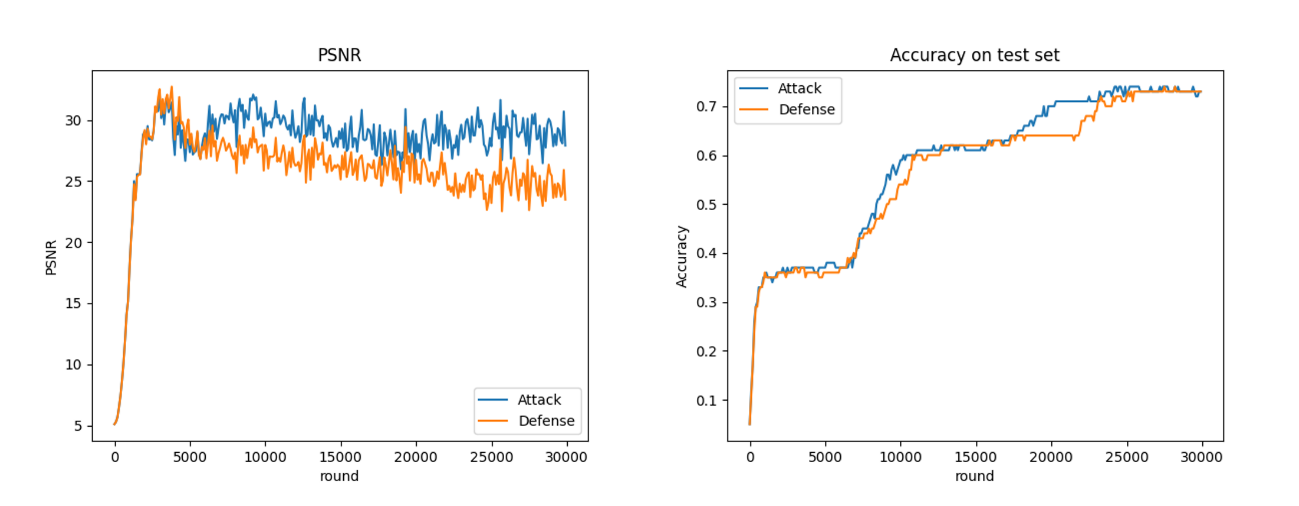 PSNR
PSNR
30
25
20
15
10
5
0 5000 10000 15000 20000 25000 30000
round
Attack
Defense
Accuracy on test set
Accuracy
0.7
0.6
0.5
0.4
0.3
0.2
0.1
0 5000 10000 15000 20000 25000 30000
round
Attack
Defense